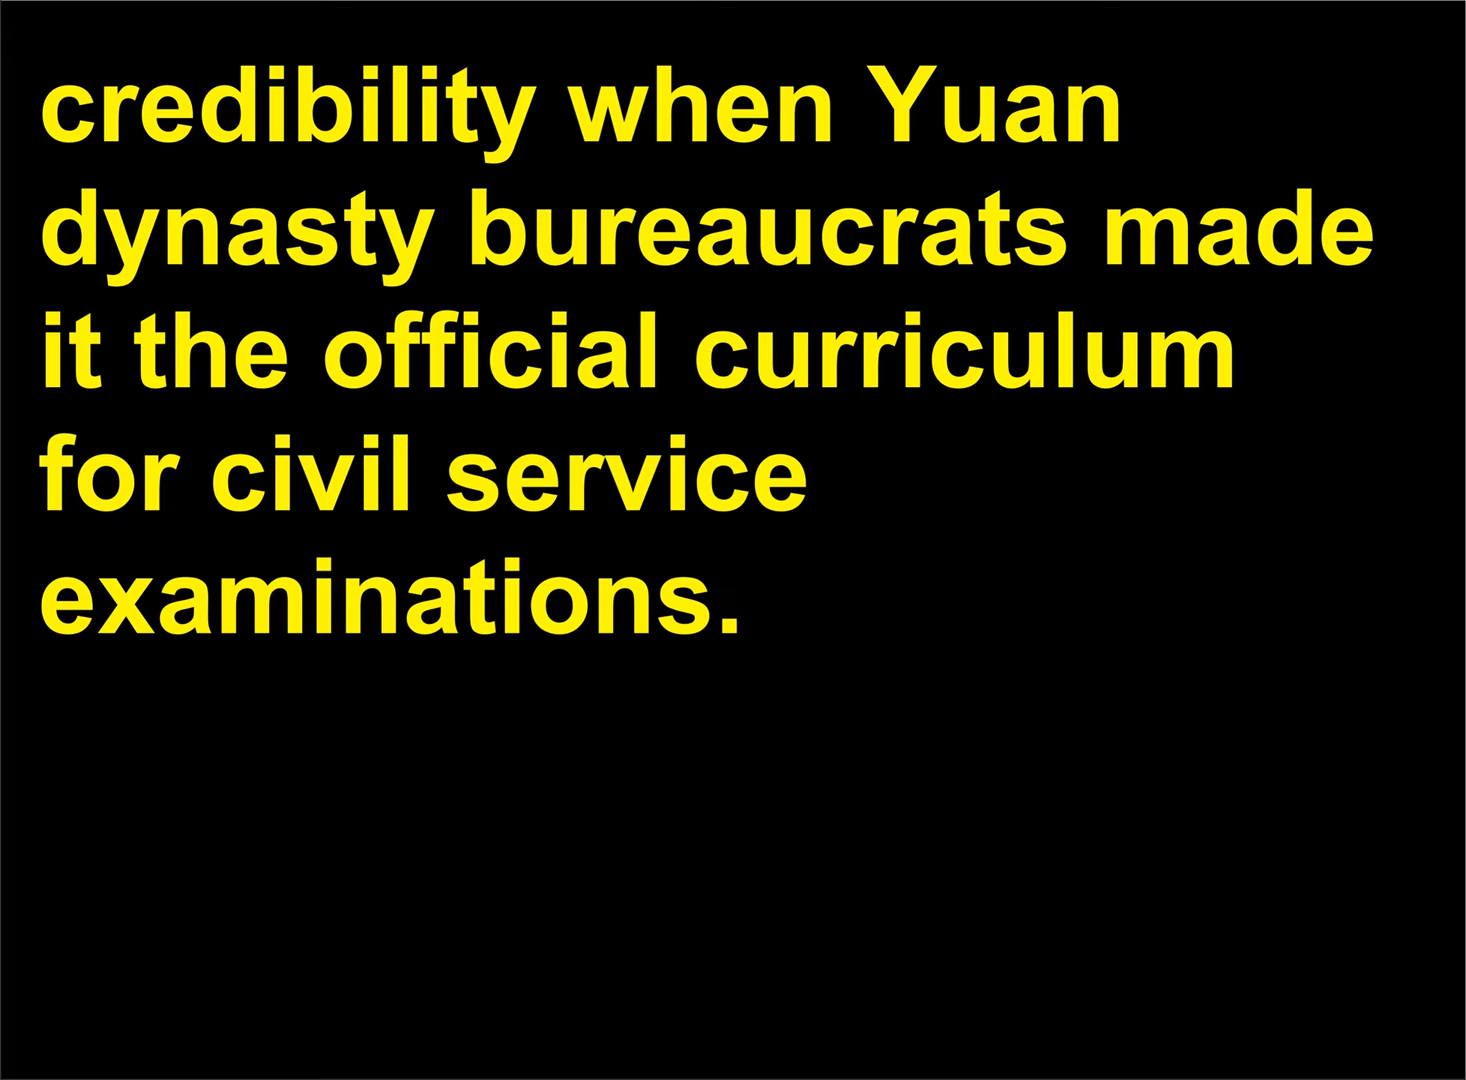 credibility when Yuan
dynasty bureaucrats made
it the official curriculum
for civil service
examinations.